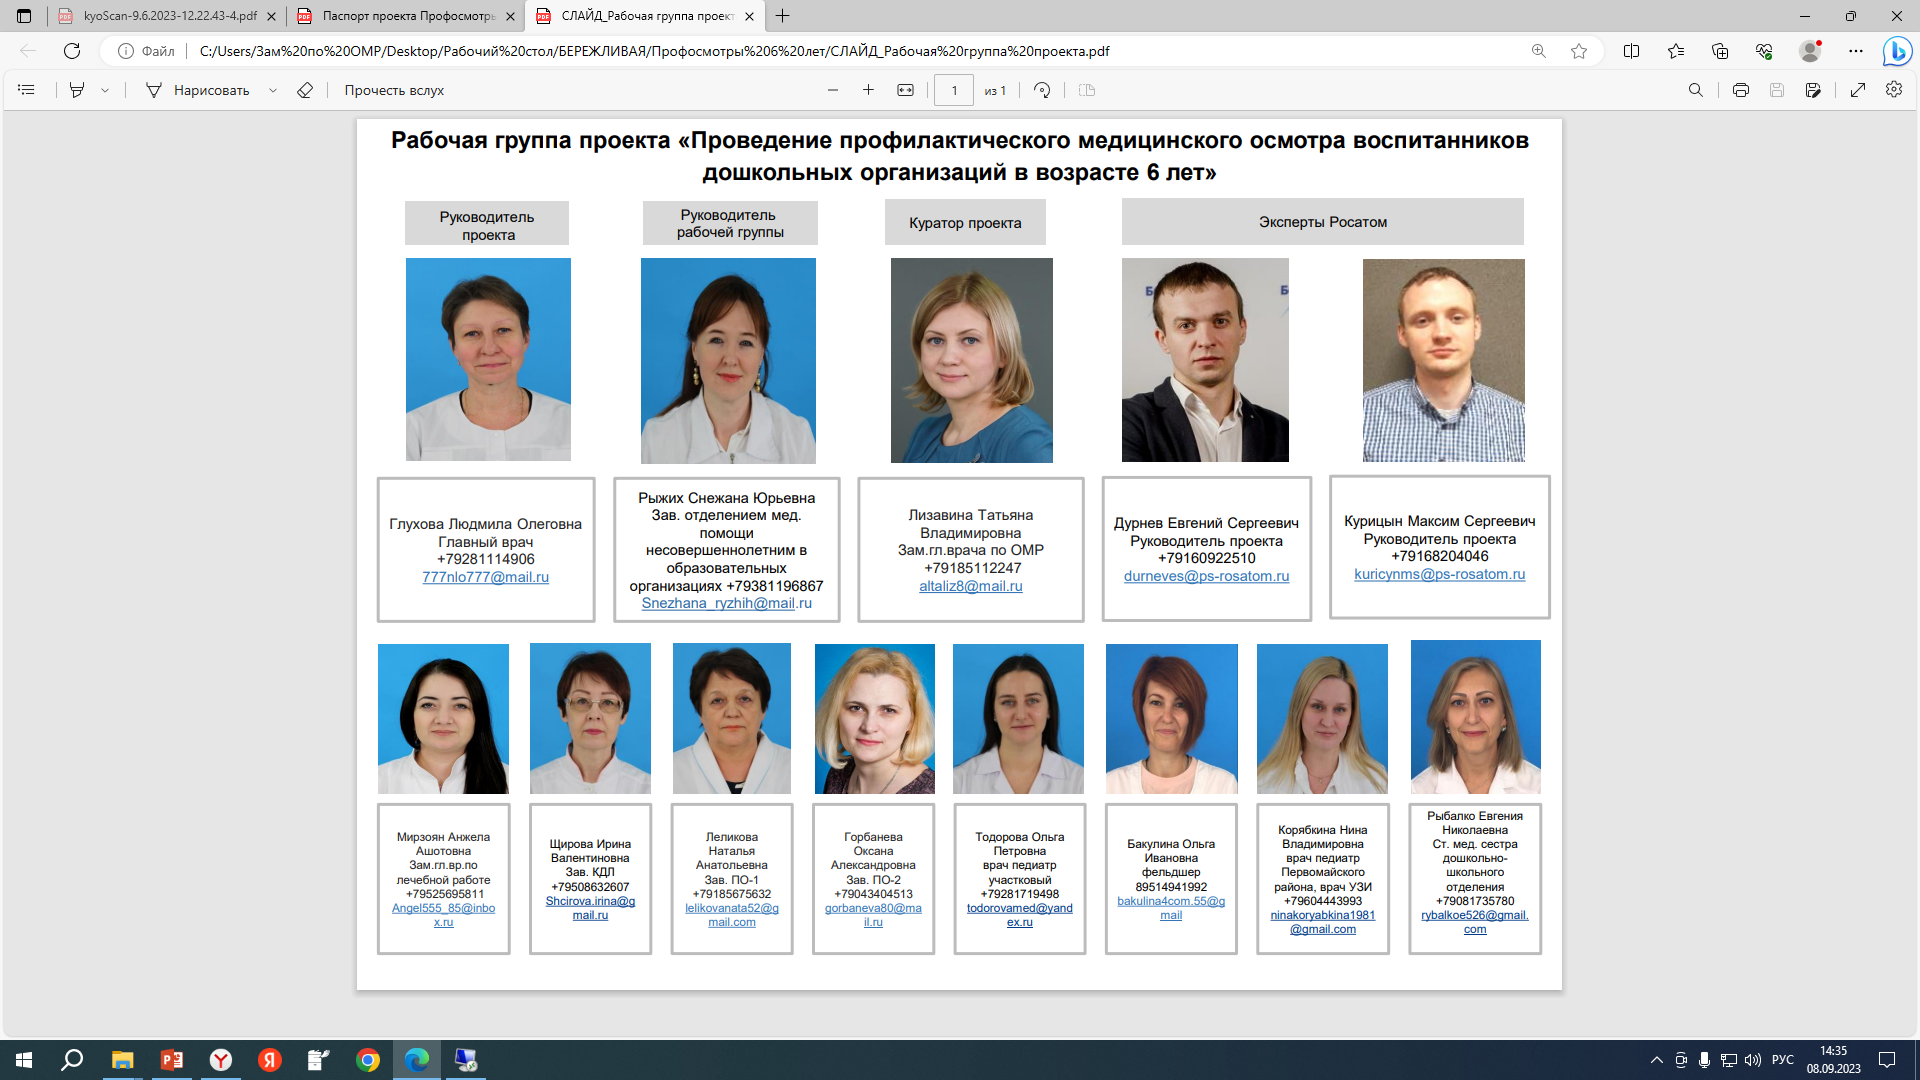 kyoScan-9.6.2023-12.22.43-4.pdf
Паспорт проекта Профосмотры
СЛАЙД_Рабочая группа проект
Файл
C:/Users/Зам%20по%20ОМР/Desktop/Рабочий%20стол/БЕРЕЖЛИВАЯ/Профосмотры%206%20лет/СЛАЙД_Рабочая%20группа%20проекта.pdf
Нарисовать
Прочесть вслух
1
из 1
Рабочая группа проекта «Проведение профилактического медицинского осмотра воспитанников
дошкольных организаций в возрасте 6 лет»
Руководитель
проекта
Руководитель
рабочей группы
Куратор проекта
Эксперты Росатом
Глухова Людмила Олеговна
Главный врач
+79281114906
777nlo777@mail.ru
Рыжих Снежана Юрьевна
Зав. отделением мед.
помощи
несовершеннолетним в
образовательных
организациях +79381196867
Snezhana_ryzhih@mail.ru
Лизавина Татьяна
Владимировна
Зам.гл.врача по ОМР
+79185112247
altaliz8@mail.ru
Дурнев Евгений Сергеевич
Руководитель проекта
+79160922510
durneves@ps-rosatom.ru
Курицын Максим Сергеевич
Руководитель проекта
+79168204046
kuricynms@ps-rosatom.ru
Мирзоян Анжела
Ашотовна
Зам.гл.вр.по
лечебной работе
+79525695811
Angel555_85@inbo
x.ru
Щирова Ирина
Валентиновна
Зав. КДЛ
+79508632607
Shcirova.irina@g
mail.ru
Леликова
Наталья
Анатольевна
Зав. ПО-1
+79185675632
lelikovanata52@g
mail.com
Горбанева
Оксана
Александровна
Зав. ПО-2
+79043404513
gorbaneva80@ma
il.ru
Тодорова Ольга
Петровна
врач педиатр
участковый
+79281719498
todorovamed@yand
ex.ru
Бакулина Ольга
Ивановна
фельдшер
89514941992
bakulina4com.55@g
mail
Корябкина Нина
Владимировна
врач педиатр
Первомайского
района, врач УЗИ
+79604443993
ninakoryabkina1981
@gmail.com
Рыбалко Евгения
Николаевна
Ст. мед. сестра
дошкольно-
школьного
отделения
+79081735780
rybalkoe526@gmail.
com
РУС
14:35
08.09.2023